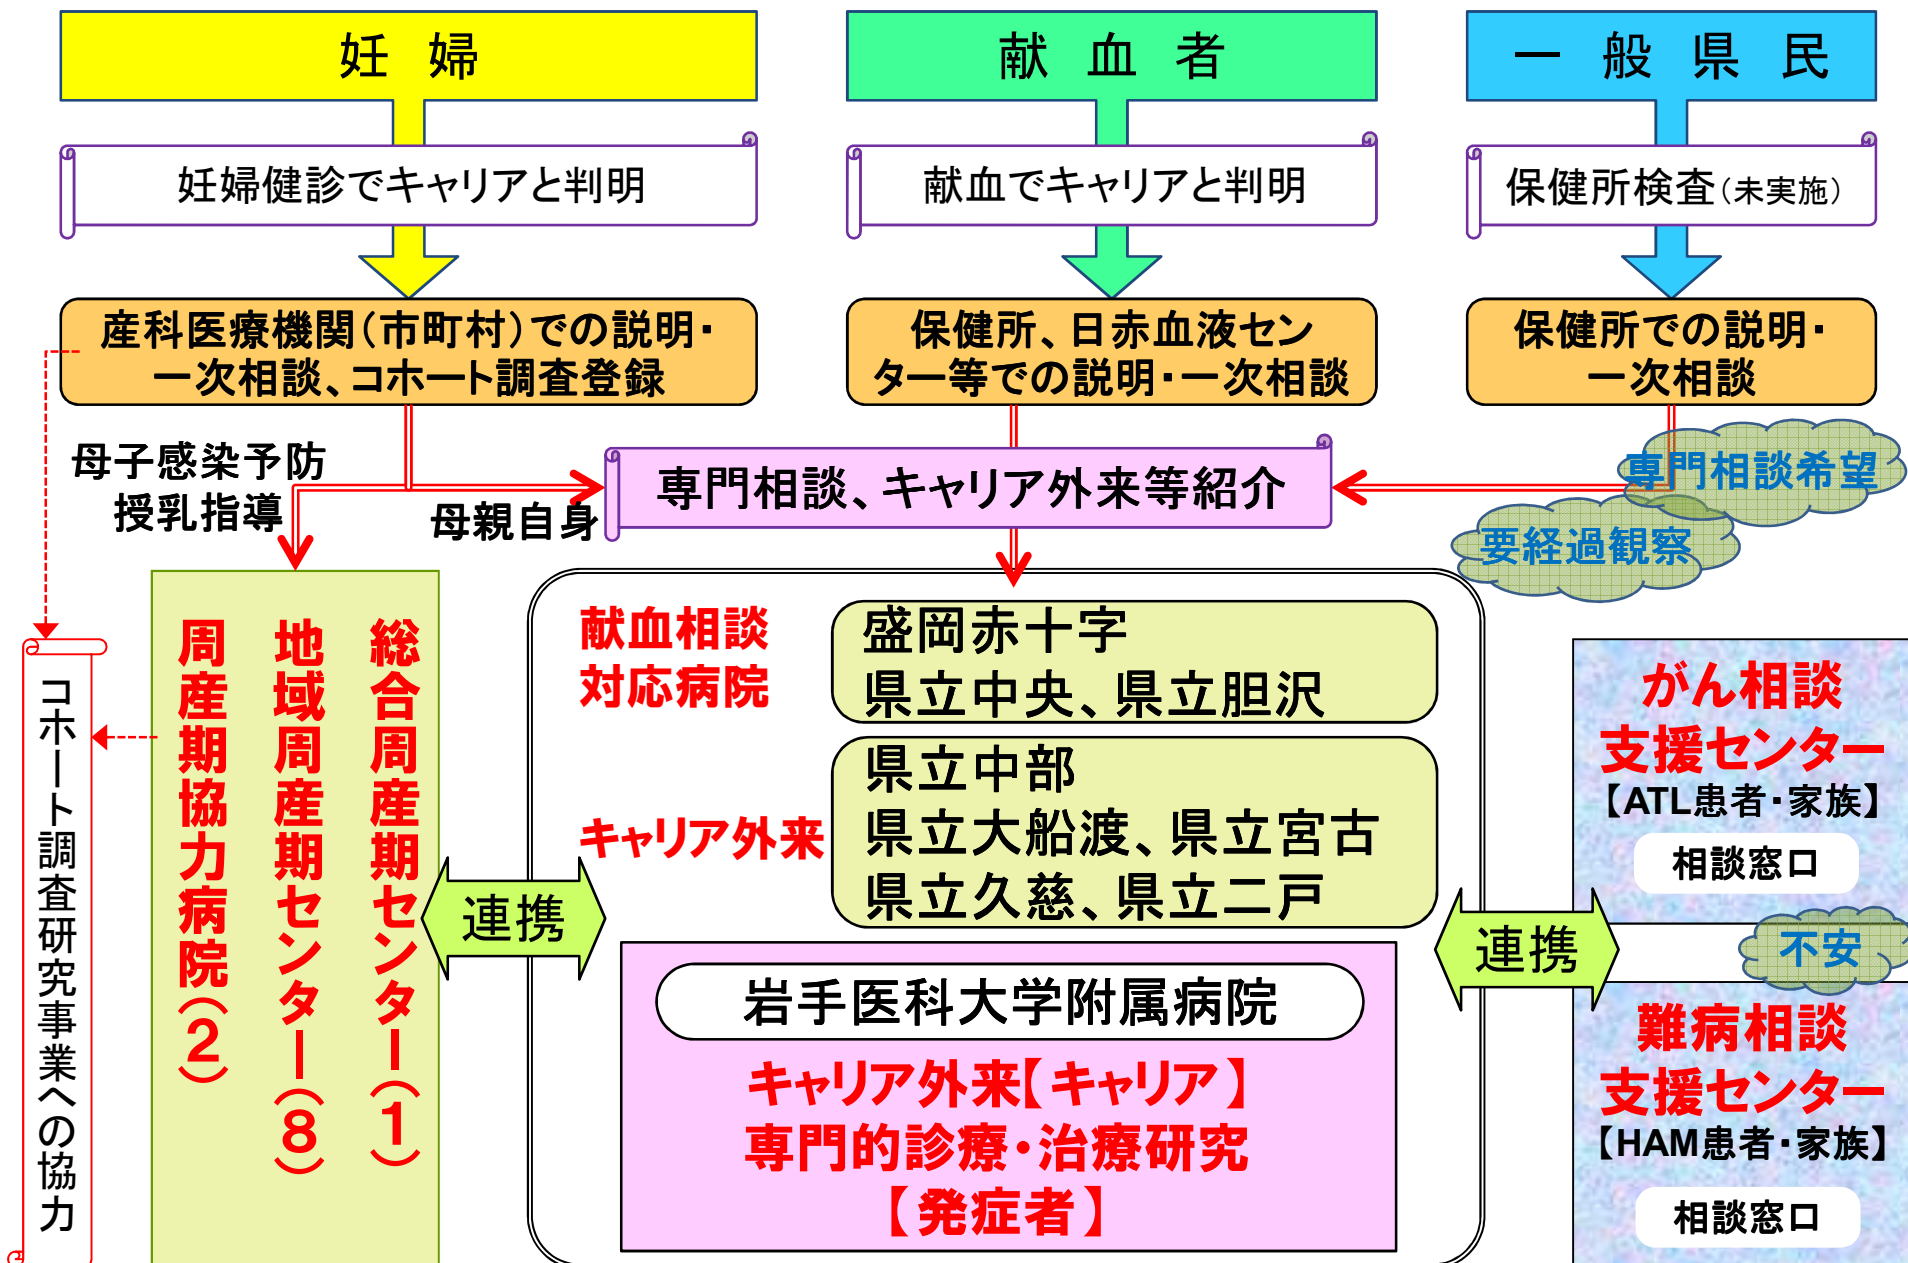 妊 婦
献 血 者
一 般 県 民
妊婦健診でキャリアと判明
献血でキャリアと判明
保健所検査（未実施）
産科医療機関（市町村）での説明・
一次相談、コホート調査登録
保健所、日赤血液セン
ター等での説明・一次相談
保健所での説明・
一次相談
母子感染予防
授乳指導
母親自身
専門相談、キャリア外来等紹介
専門相談希望
要経過観察
コホート調査研究事業への協力
総合周産期センター（１）
地域周産期センター（８）
周産期協力病院（２）
連携
献血相談
対応病院
盛岡赤十字
県立中央、県立胆沢
キャリア外来
県立中部
県立大船渡、県立宮古
県立久慈、県立二戸
岩手医科大学附属病院
キャリア外来【キャリア】
専門的診療・治療研究
【発症者】
連携
がん相談
支援センター
【ATL患者・家族】
相談窓口
不安
難病相談
支援センター
【HAM患者・家族】
相談窓口